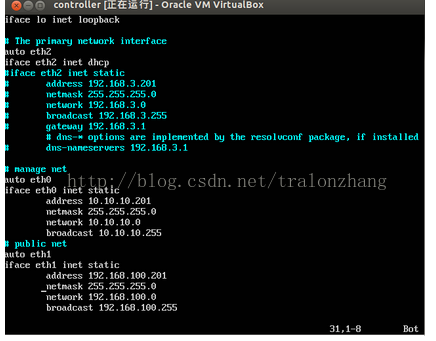 controller [正在运行] - Oracle VM VirtualBox
iface lo inet loopback
# The primary network interface
auto eth2
iface eth2 inet dhcp
#iface eth2 inet static
# address 192.168.3.201
# netmask 255.255.255.0
# network 192.168.3.0
# broadcast 192.168.3.255
# gateway 192.168.3.1
# # dns-* options are implemented by the resolvconf package, if installed
# dns-nameservers 192.168.3.1
# manage net
auto eth0
http://blog.csdn.net/tralonzhang
iface eth0 inet static
address 10.10.10.201
netmask 255.255.255.0
network 10.10.10.0
broadcast 10.10.10.255
# public net
auto eth1
iface eth1 inet static
address 192.168.100.201
netmask 255.255.255.0
network 192.168.100.0
broadcast 192.168.100.255
31,1-8 Bot